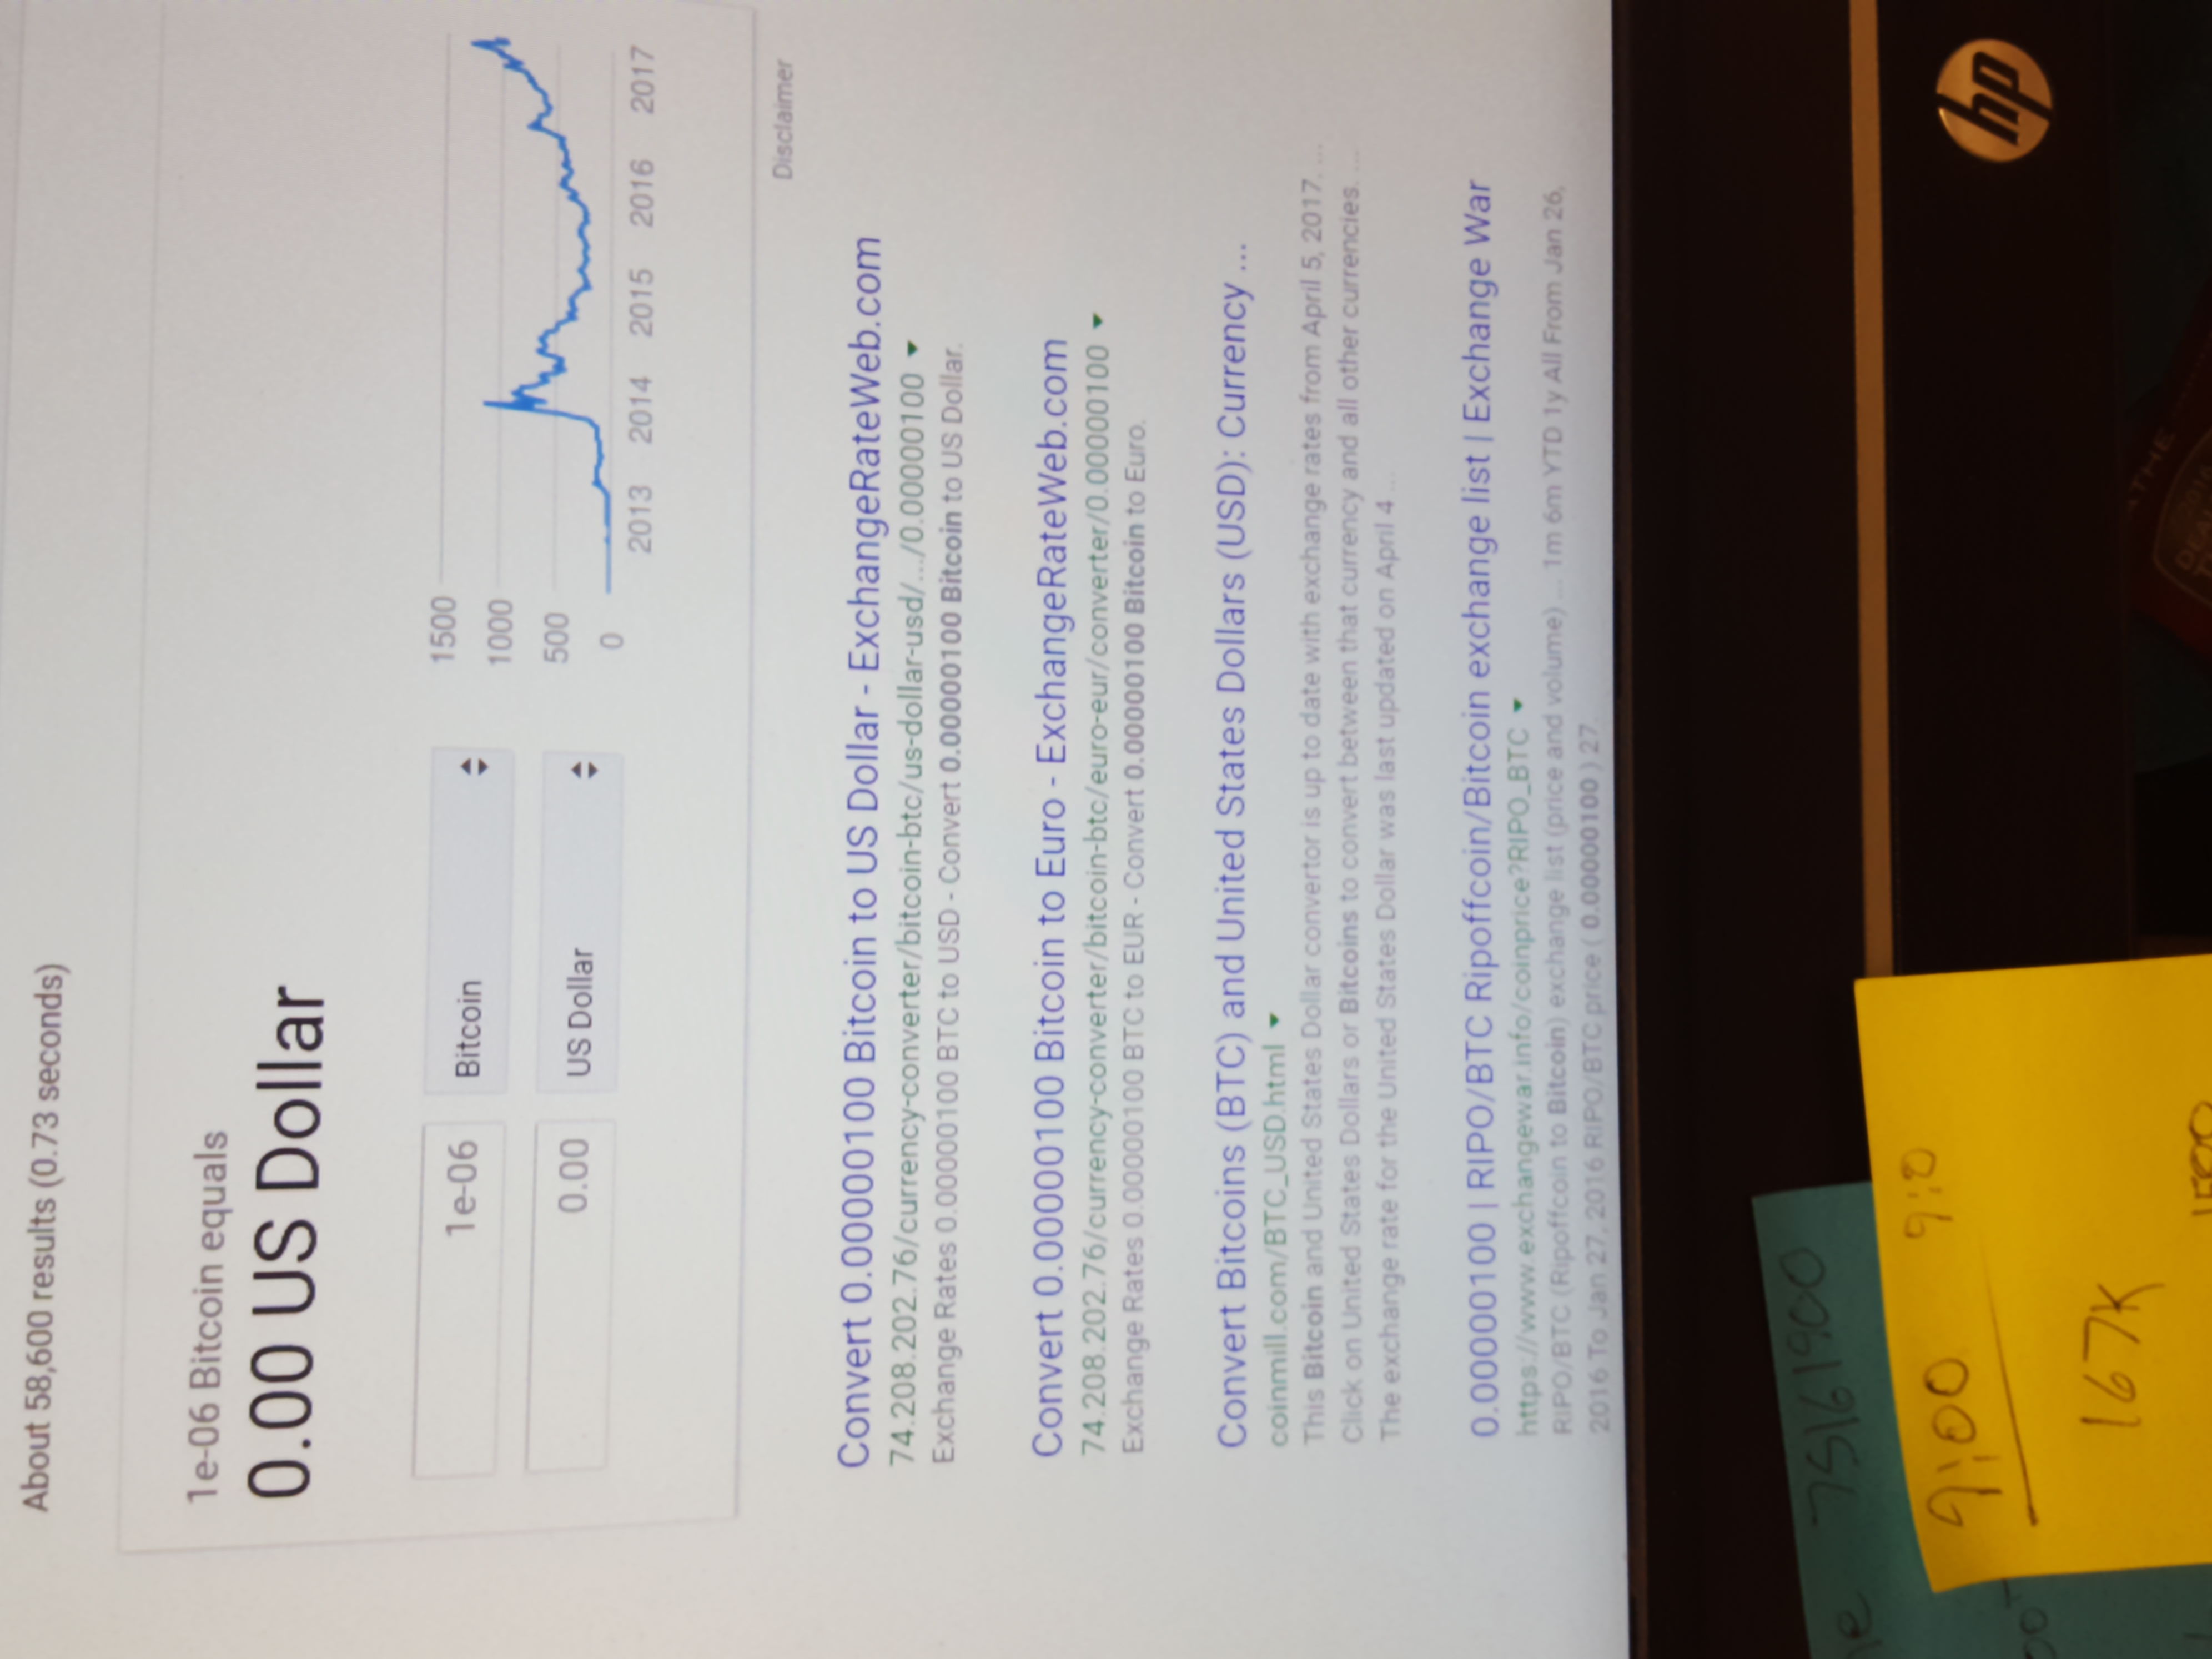 About 58,600 results (0.73 seconds)
1e-06 Bitcoin equals
0.00 US Dollar
1e-06 Bitcoin
0.00 US Dollar
1500
1000
500
0
2013 2014 2015 2016 2017
Disclaimer
Convert 0.00000100 Bitcoin to US Dollar - ExchangeRateWeb.com
74.208.202.76/currency-converter/bitcoin-btc/us-dollar-usd/.../0.00000100
Exchange Rates 0.00000100 BTC to USD - Convert 0.00000100 Bitcoin to US Dollar.
Convert 0.00000100 Bitcoin to Euro - ExchangeRateWeb.com
74.208.202.76/currency-converter/bitcoin-btc/euro-eur/converter/0.00000100
Exchange Rates 0.00000100 BTC to EUR - Convert 0.00000100 Bitcoin to Euro.
Convert Bitcoins (BTC) and United States Dollars (USD): Currency ...
coinmill.com/BTC_USD.html
This Bitcoin and United States Dollar convertor is up to date with exchange rates from April 5, 2017. ...
Click on United States Dollars or Bitcoins to convert between that currency and all other currencies. ...
The exchange rate for the United States Dollar was last updated on April 4 ...
0.00000100 | RIPO/BTC Ripoffcoin/Bitcoin exchange list | Exchange War
https://www.exchangewar.info/coinprice?RIPO_BTC
RIPO/BTC (Ripoffcoin to Bitcoin) exchange list (price and volume) ... 1m 6m YTD 1y All From Jan 26,
2016 To Jan 27, 2016 RIPO/BTC price ( 0.00000100 ) 27.
9:00 9:0
167K
hp
2016